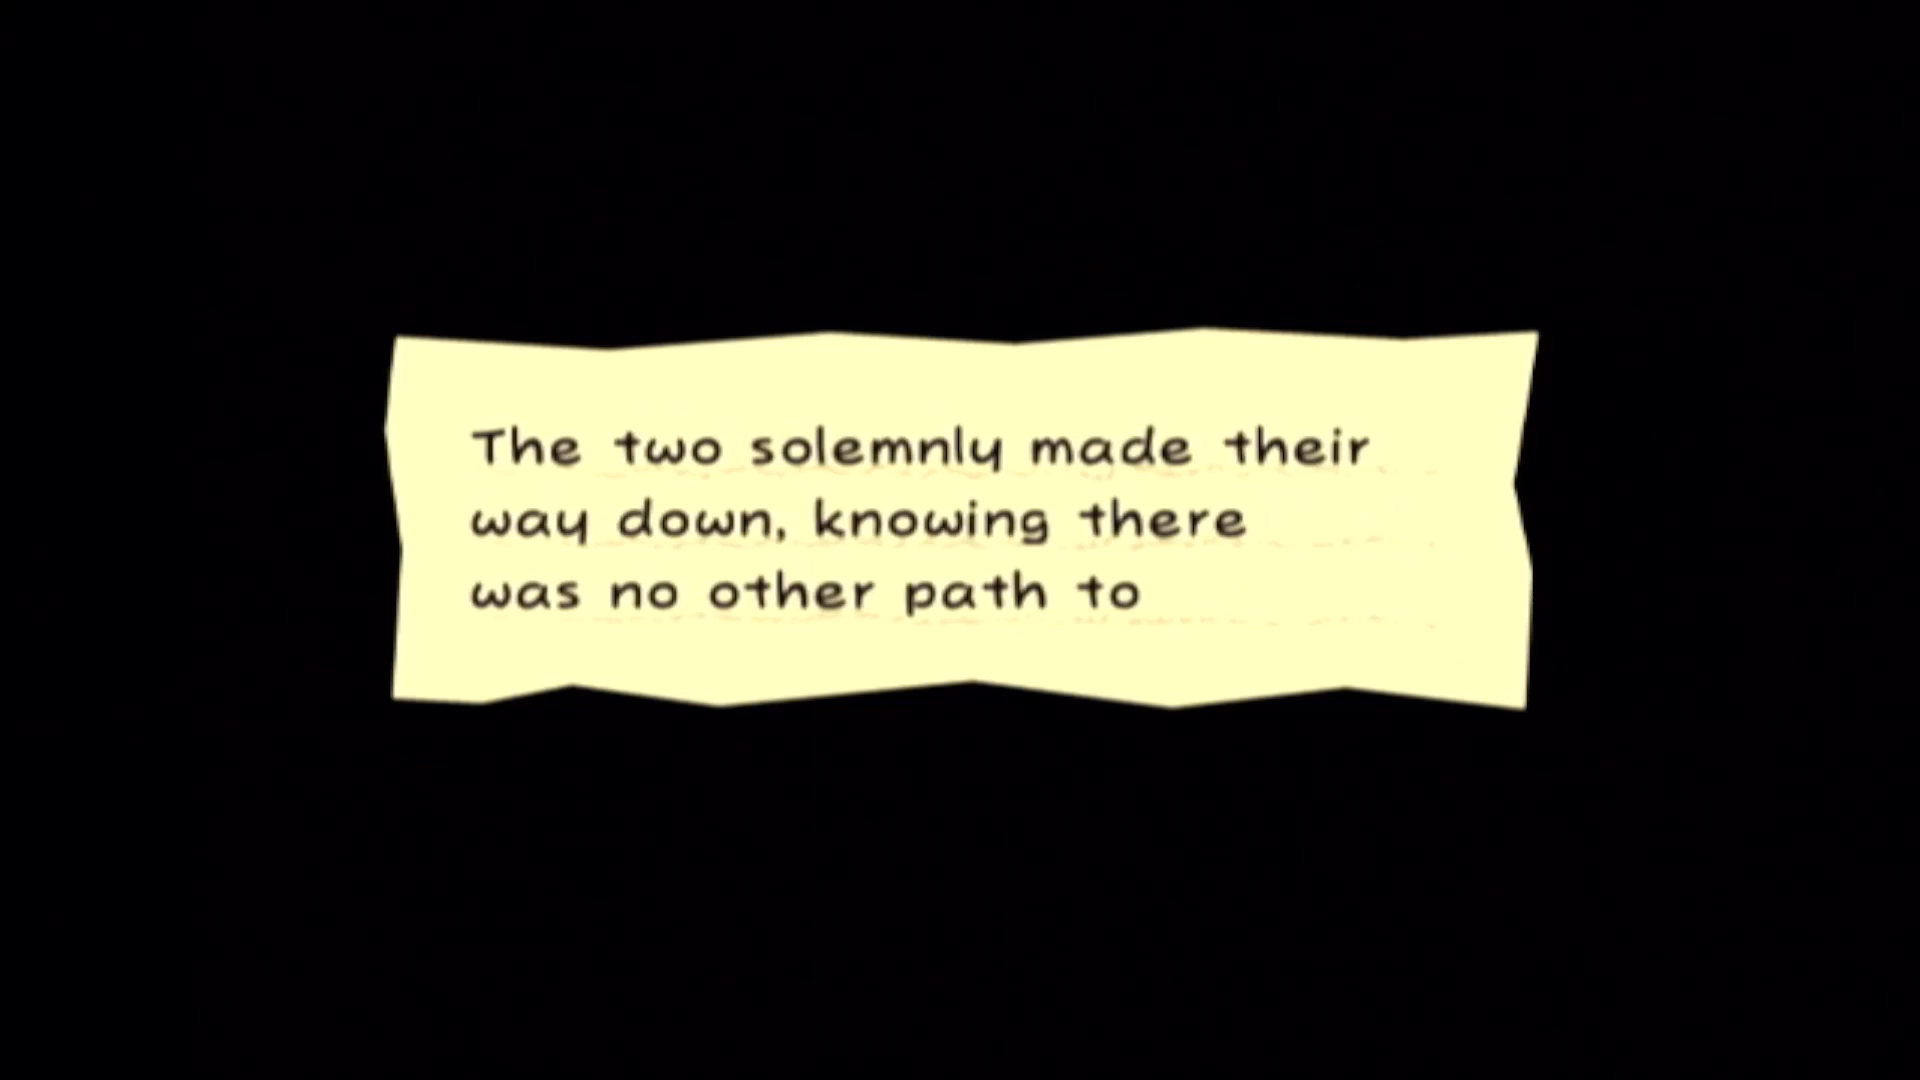 The two solemnly made their
way down, knowing there
was no other path to